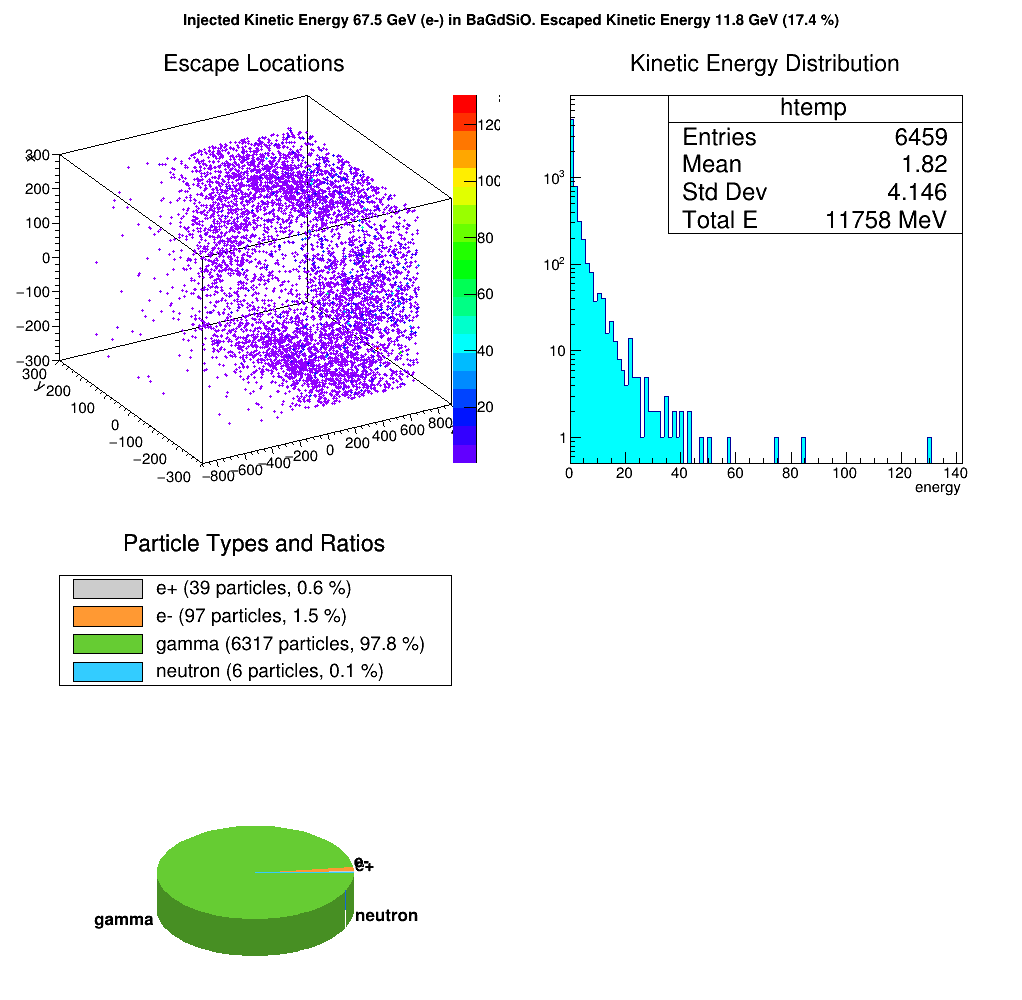 Injected Kinetic Energy 67.5 GeV (e-) in BaGdSiO. Escaped Kinetic Energy 11.8 GeV (17.4 %)
Escape Locations
300
200
100
0
−100
−200
−300
300
200
100
0
−100
−200
−300
y
−800
−600
−400
−200
0
200
400
600
800
120
100
80
60
40
20
Kinetic Energy Distribution
htemp
Entries 6459
Mean 1.82
Std Dev 4.146
Total E 11758 MeV
10³
10²
10
1
0 20 40 60 80 100 120 140
energy
Particle Types and Ratios
e+ (39 particles, 0.6 %)
e- (97 particles, 1.5 %)
gamma (6317 particles, 97.8 %)
neutron (6 particles, 0.1 %)
e-
e+
gamma
neutron